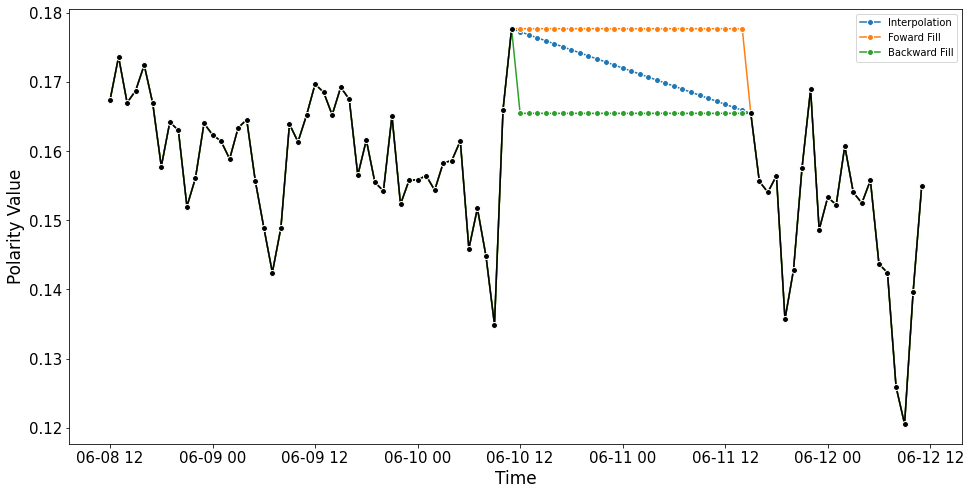 0.18
0.17
0.16
0.15
0.14
0.13
0.12
Polarity Value
Interpolation
Foward Fill
Backward Fill
06-08 12 06-09 00 06-09 12 06-10 00 06-10 12 06-11 00 06-11 12 06-12 00 06-12 12
Time